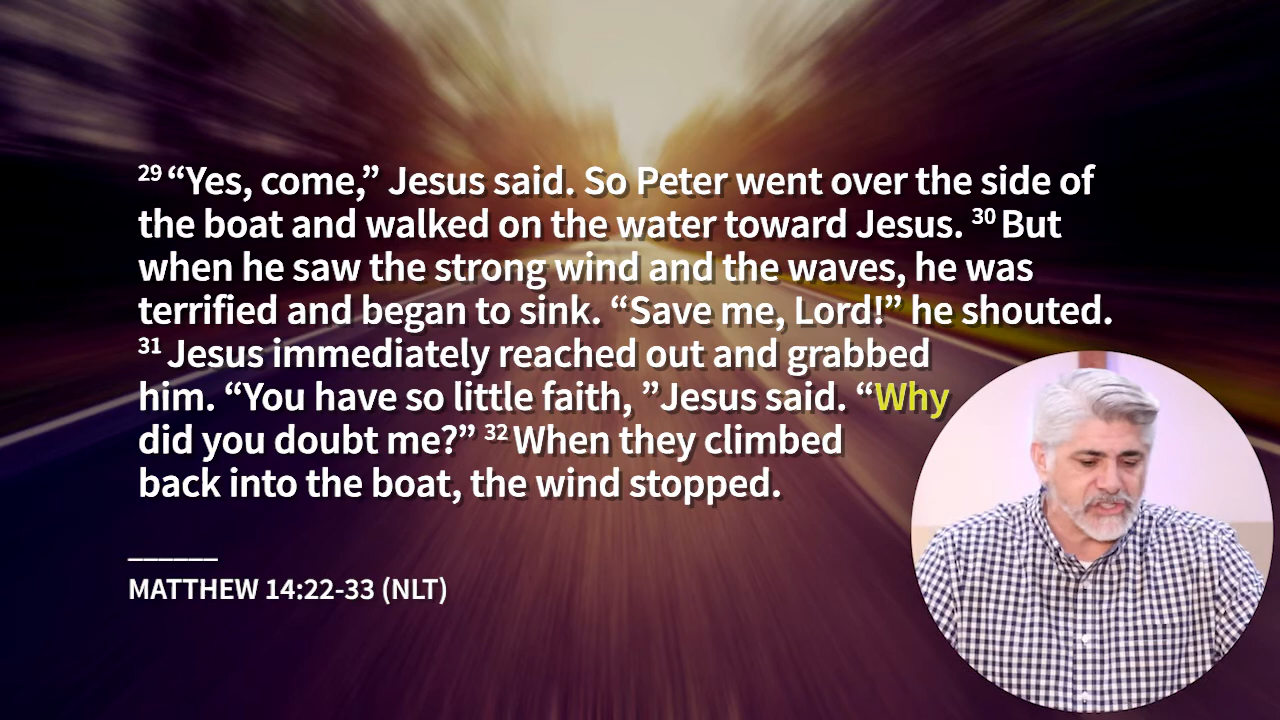 29 “Yes, come,” Jesus said. So Peter went over the side of
the boat and walked on the water toward Jesus. 30 But
when he saw the strong wind and the waves, he was
terrified and began to sink. “Save me, Lord!” he shouted.
31 Jesus immediately reached out and grabbed
him. “You have so little faith, ”Jesus said. “Why
did you doubt me?” 32 When they climbed
back into the boat, the wind stopped.
______
MATTHEW 14:22-33 (NLT)